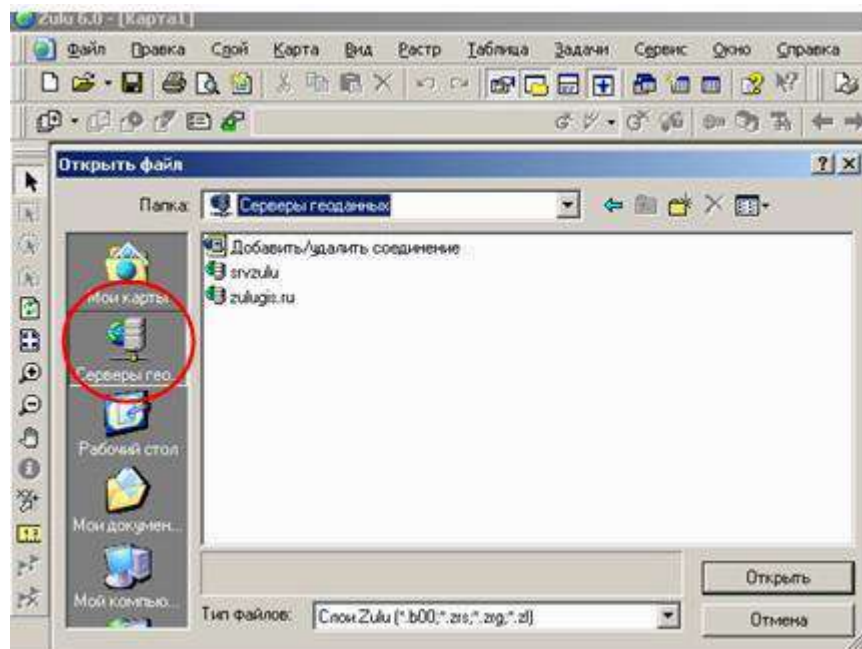 Zulu 6.0 - [Карта1]
Файл Правка Слой Карта Вид Растр Таблица Задачи Сервис Окно Справка
Открыть файл
Папка: Серверы геоданных
Добавить/удалить соединение
srvzulu
zulugis.ru
Мои карты
Серверы гео...
Рабочий стол
Мои докумен...
Мой компью...
Открыть
Тип файлов: Слои Zulu (*.b00;*.zrs;*.zrg;*.zl)
Отмена